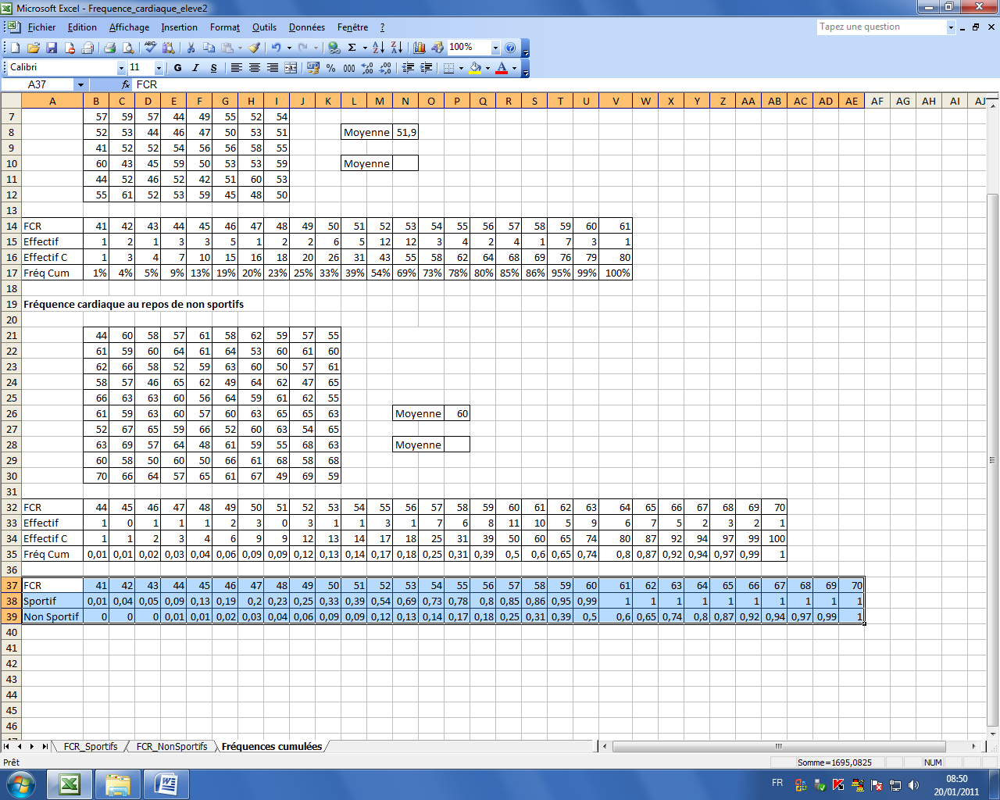 Microsoft Excel - Frequence_cardiaque_eleve2
Fichier Edition Affichage Insertion Format Outils Données Fenêtre ? Tapez une question
100%
Calibri 11 G I S % 000
A37 fx FCR
A B C D E F G H I J K L M N O P Q R S T U V W X Y Z AA AB AC AD AE AF AG AH AI AJ
7 57 59 57 44 49 55 52 54
8 52 53 44 46 47 50 53 51 Moyenne 51,9
9 41 52 52 54 56 56 58 55
10 60 43 45 59 50 53 53 59 Moyenne
11 44 52 46 52 42 51 60 53
12 55 61 52 53 59 45 48 50
13
14 FCR 41 42 43 44 45 46 47 48 49 50 51 52 53 54 55 56 57 58 59 60 61
15 Effectif 1 2 1 3 3 5 1 2 2 6 5 12 12 3 4 2 4 1 7 3 1
16 Effectif C 1 3 4 7 10 15 16 18 20 26 31 43 55 58 62 64 68 69 76 79 80
17 Fréq Cum 1% 4% 5% 9% 13% 19% 20% 23% 25% 33% 39% 54% 69% 73% 78% 80% 85% 86% 95% 99% 100%
18
19 Fréquence cardiaque au repos de non sportifs
20
21 44 60 58 57 61 58 62 59 57 55
22 61 59 60 64 61 64 53 60 61 60
23 62 66 58 52 59 63 60 50 57 61
24 58 57 46 65 62 49 64 62 47 65
25 66 63 63 60 56 64 59 61 62 55
26 61 59 63 60 57 60 63 65 65 63 Moyenne 60
27 52 67 65 59 66 52 60 63 54 65
28 63 69 57 64 48 61 59 55 68 63 Moyenne
29 60 58 50 60 50 66 61 68 58 68
30 70 66 64 57 65 61 67 49 69 59
31
32 FCR 44 45 46 47 48 49 50 51 52 53 54 55 56 57 58 59 60 61 62 63 64 65 66 67 68 69 70
33 Effectif 1 0 1 1 1 2 3 0 3 1 1 3 1 7 6 8 11 10 5 9 6 7 5 2 3 2 1
34 Effectif C 1 1 2 3 4 6 9 9 12 13 14 17 18 25 31 39 50 60 65 74 80 87 92 94 97 99 100
35 Fréq Cum 0,01 0,01 0,02 0,03 0,04 0,06 0,09 0,09 0,12 0,13 0,14 0,17 0,18 0,25 0,31 0,39 0,5 0,6 0,65 0,74 0,8 0,87 0,92 0,94 0,97 0,99 1
36
37 FCR 41 42 43 44 45 46 47 48 49 50 51 52 53 54 55 56 57 58 59 60 61 62 63 64 65 66 67 68 69 70
38 Sportif 0,01 0,04 0,05 0,09 0,13 0,19 0,2 0,23 0,25 0,33 0,39 0,54 0,69 0,73 0,78 0,8 0,85 0,86 0,95 0,99 1 1 1 1 1 1 1 1 1 1
39 Non Sportif 0 0 0 0,01 0,01 0,02 0,03 0,04 0,06 0,09 0,09 0,12 0,13 0,14 0,17 0,18 0,25 0,31 0,39 0,5 0,6 0,65 0,74 0,8 0,87 0,92 0,94 0,97 0,99 1
40
41
42
43
44
45
46
FCR_Sportifs FCR_NonSportifs Fréquences cumulées
Prêt Somme=1695,0825 NUM
FR 08:50
20/01/2011